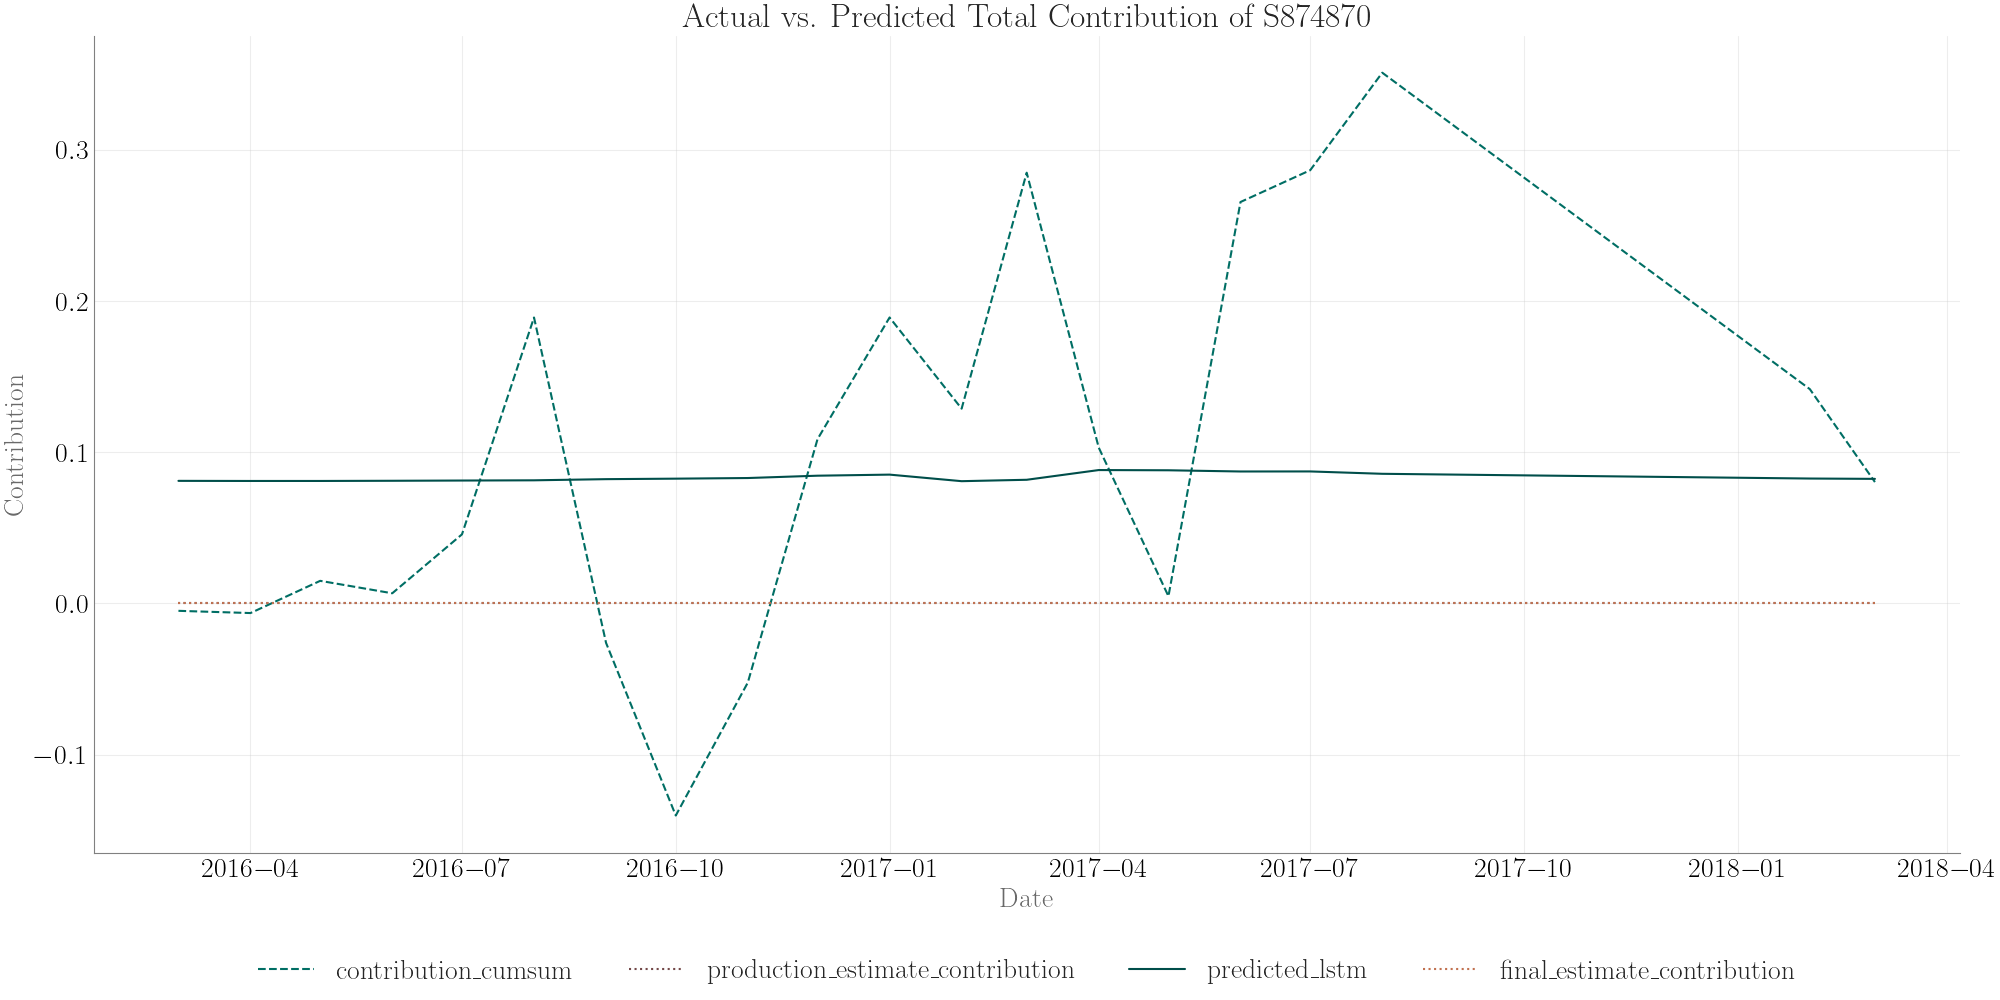 Actual vs. Predicted Total Contribution of S874870
Contribution
0.3
0.2
0.1
0.0
−0.1
2016−04 2016−07 2016−10 2017−01 2017−04 2017−07 2017−10 2018−01 2018−04
Date
contribution_cumsum production_estimate_contribution predicted_lstm final_estimate_contribution